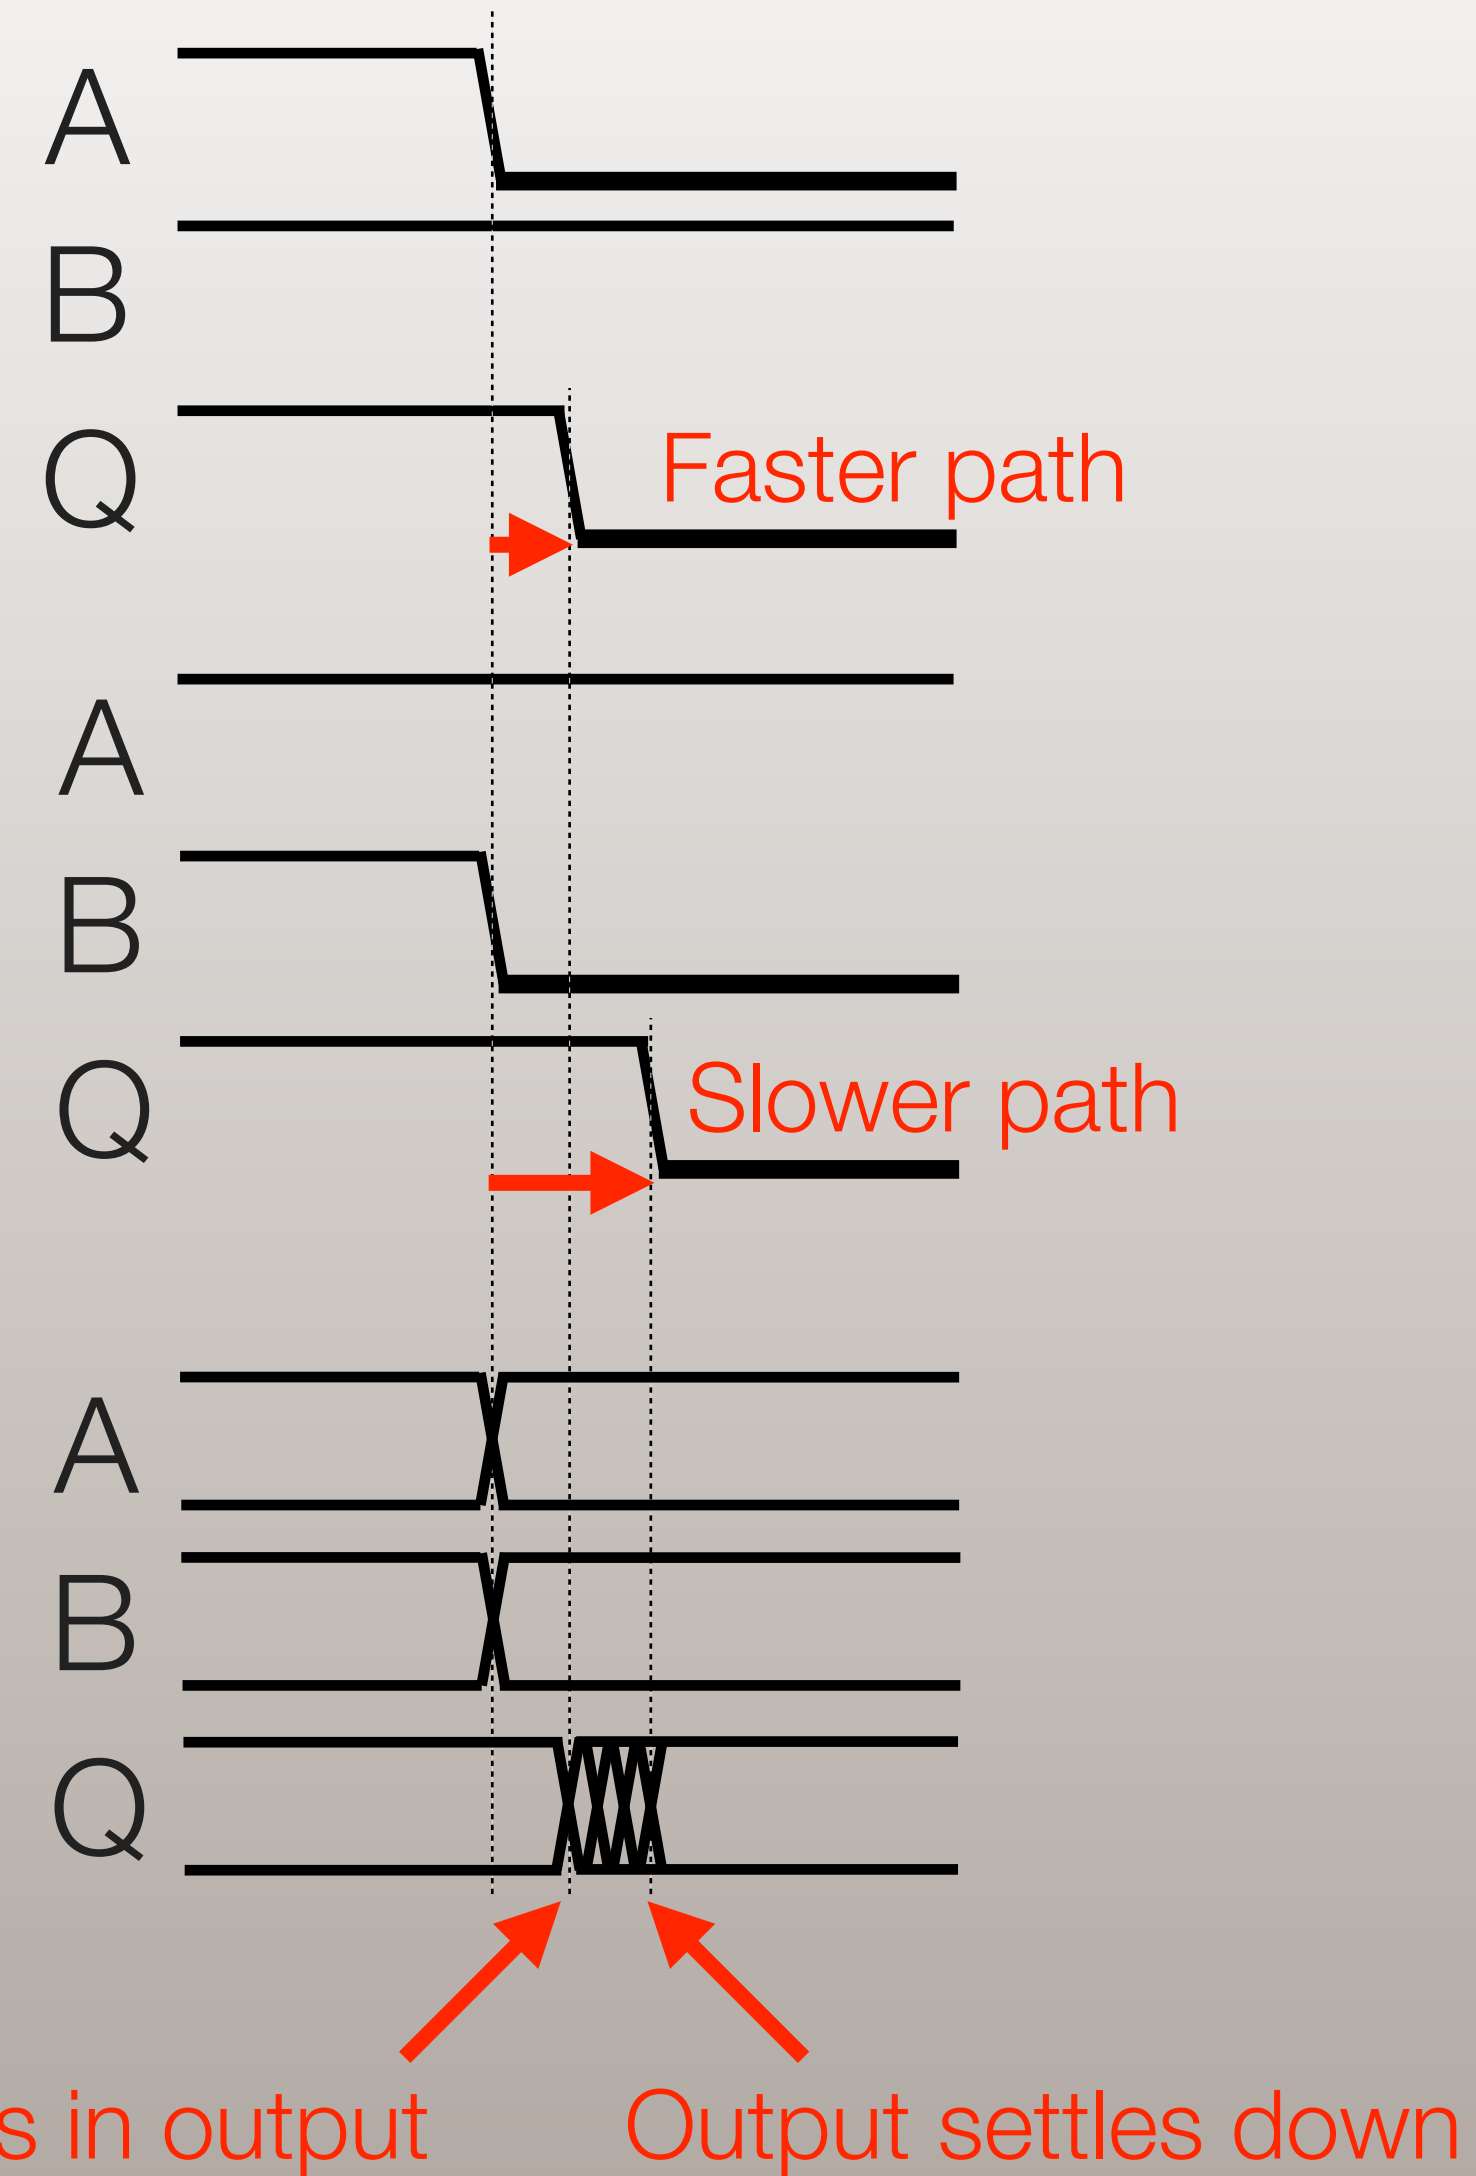 A
B
Q
Faster path
A
B
Q
Slower path
A
B
Q
s in output
Output settles down